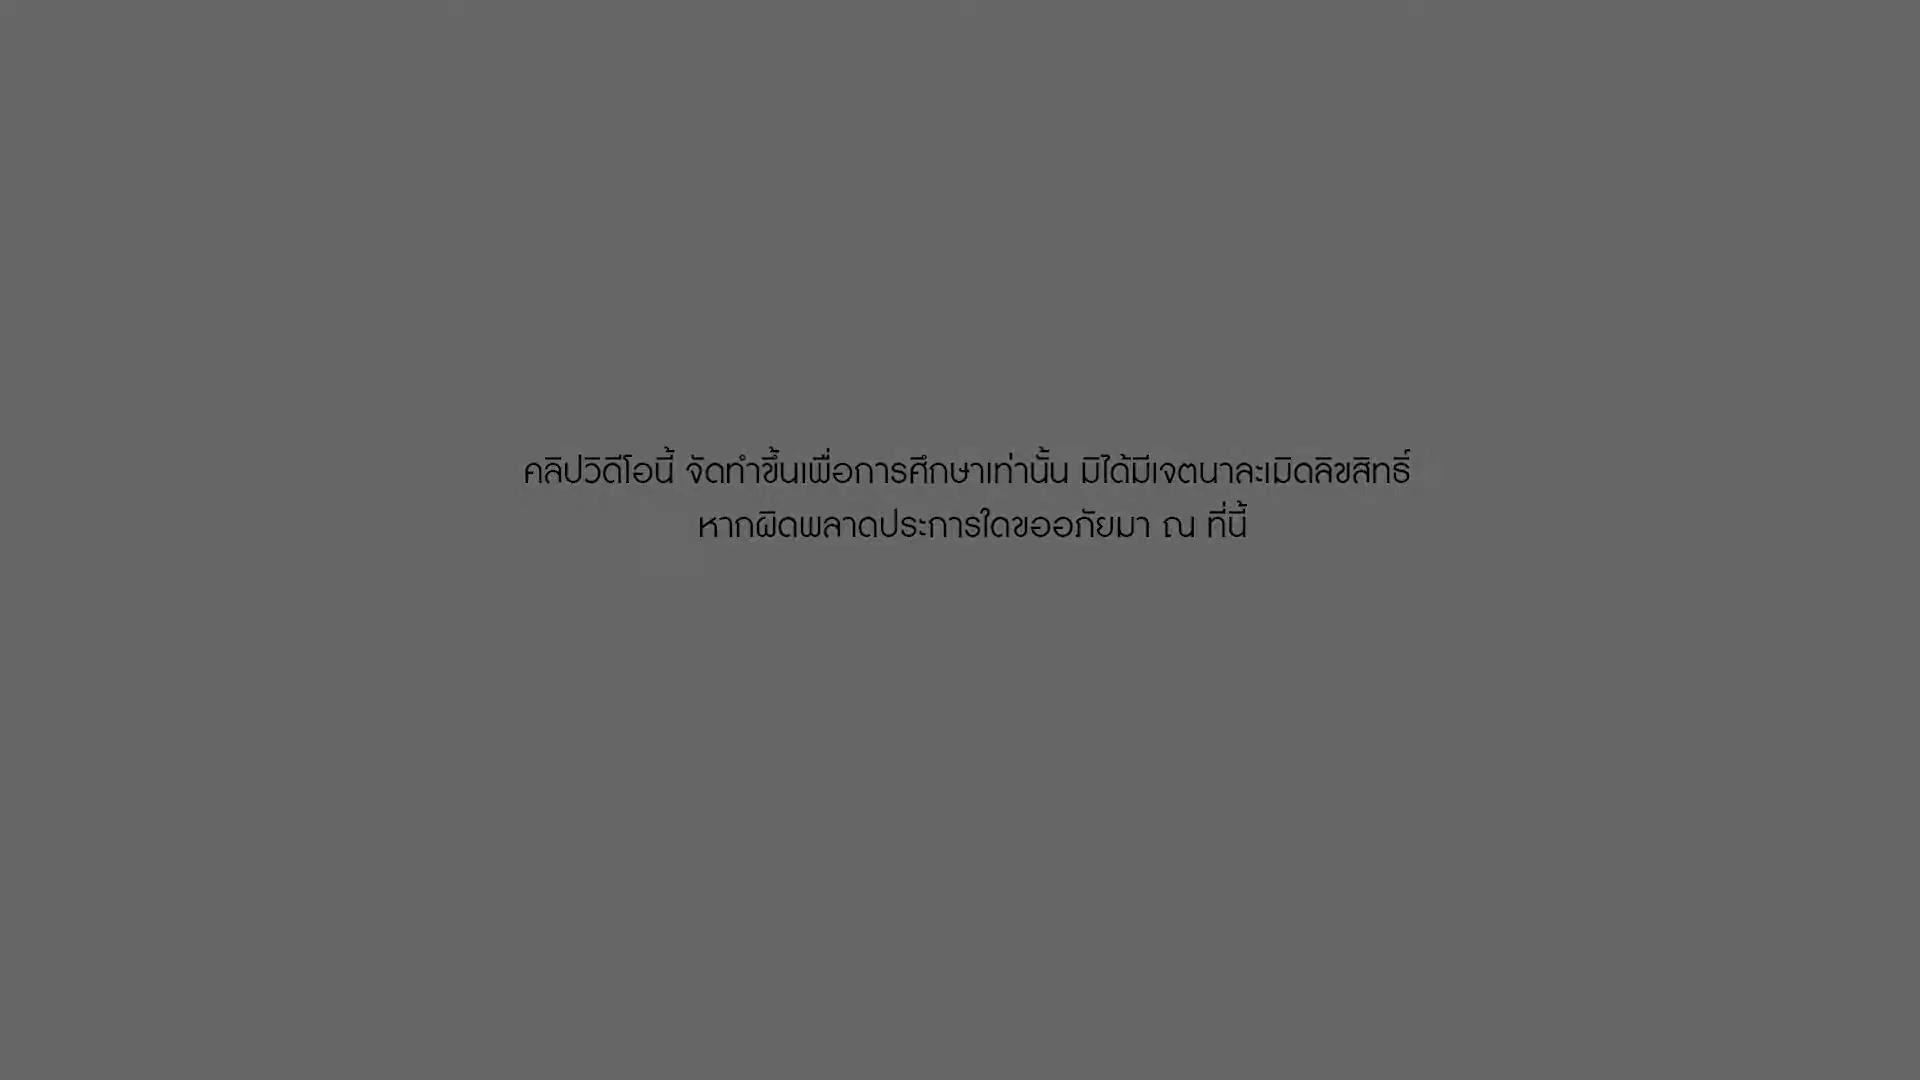 คลิปวิดีโอนี้ จัดทำขึ้นเพื่อการศึกษาเท่านั้น มิได้มีเจตนาละเมิดลิขสิทธิ์
หากผิดพลาดประการใดขออภัยมา ณ ที่นี้